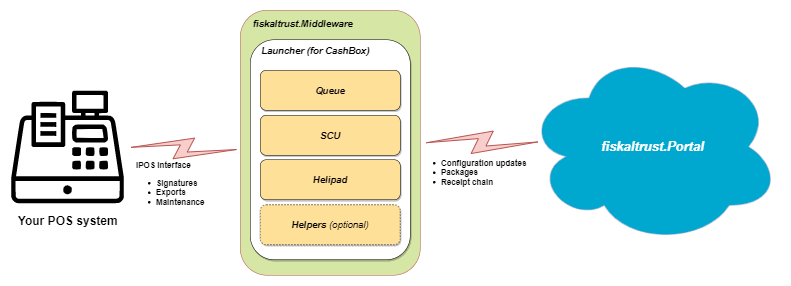 fiskaltrust.Middleware
Launcher (for CashBox)
Queue
SCU
Helipad
Helpers (optional)
IPOS Interface
Signatures
Exports
Maintenance
Your POS system
Configuration updates
Packages
Receipt chain
fiskaltrust.Portal